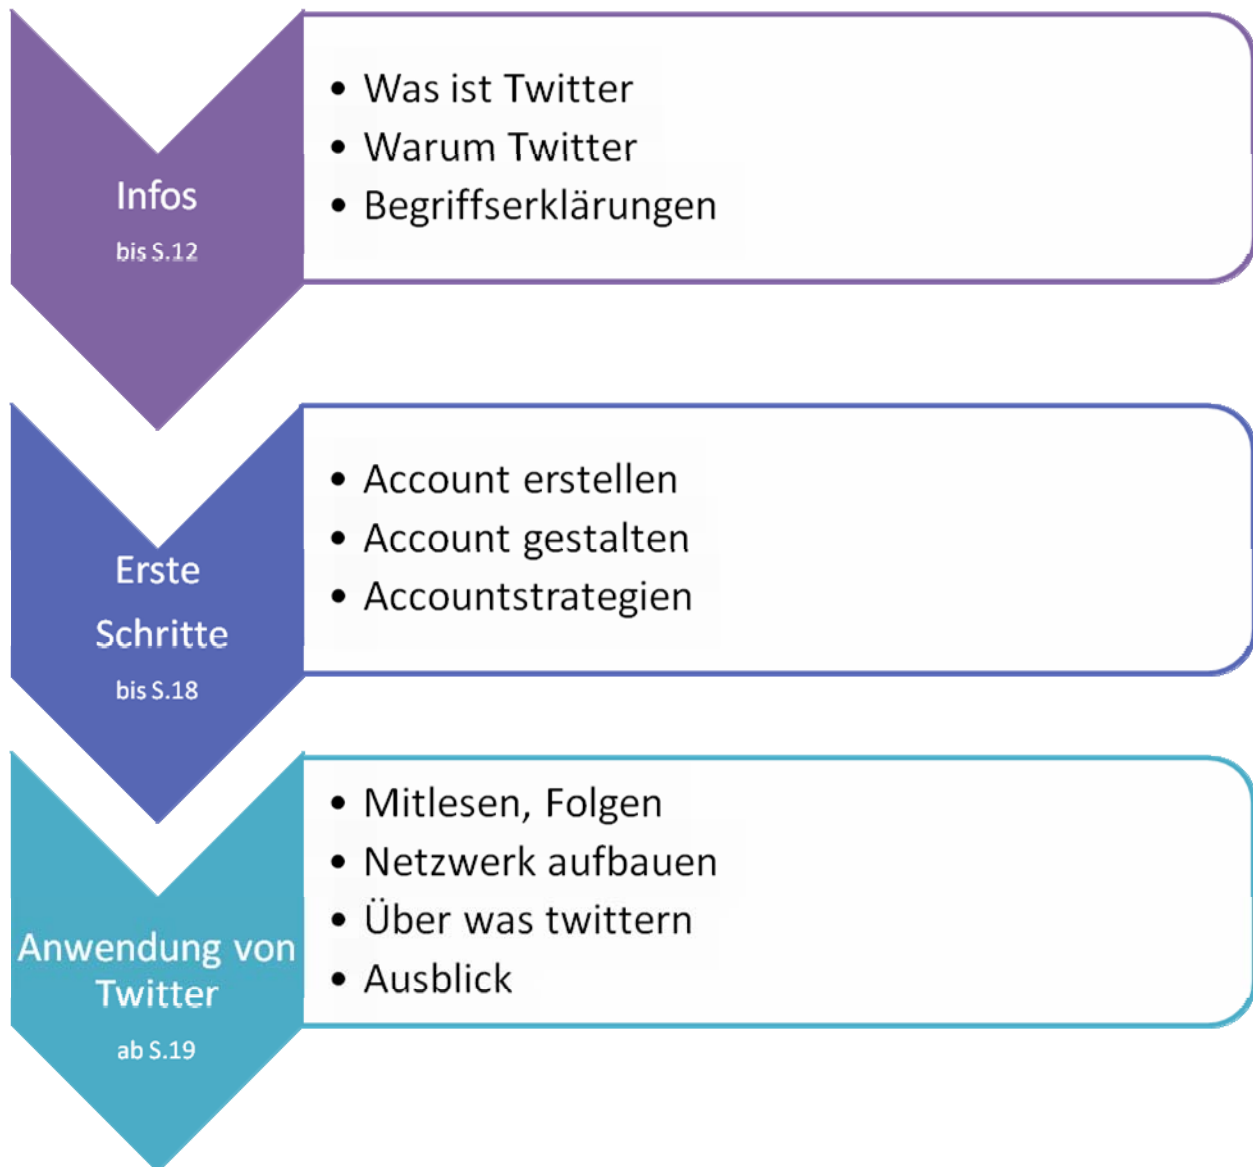 Infos
bis S.12
• Was ist Twitter
• Warum Twitter
• Begriffserklärungen
Erste
Schritte
bis S.18
• Account erstellen
• Account gestalten
• Accountstrategien
Anwendung von
Twitter
ab S.19
• Mitlesen, Folgen
• Netzwerk aufbauen
• Über was twittern
• Ausblick